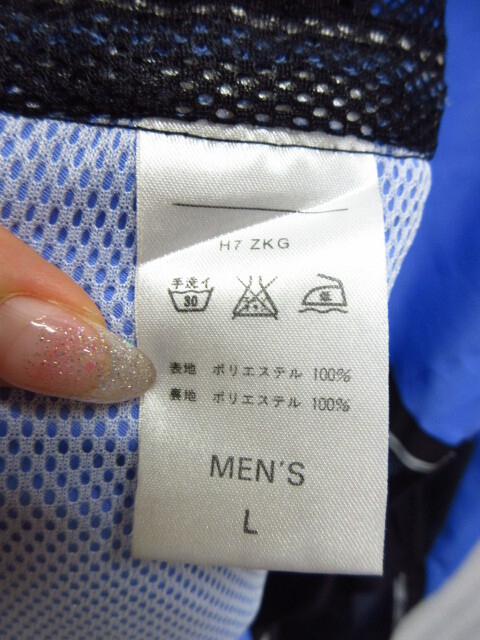 H7 ZKG
手洗イ
30
低
表地 ポリエステル 100%
裏地 ポリエステル 100%
MEN'S
L